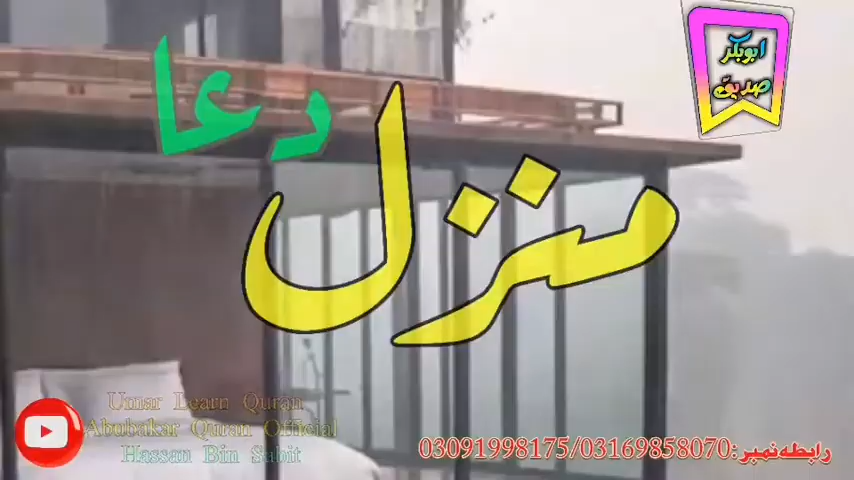 ابوبکر
صدیق
دعا
منزل
Umar Learn Quran
Abubakar Quran Official
Hassan Bin Sabit
رابطہ نمبر:03091998175/03169858070